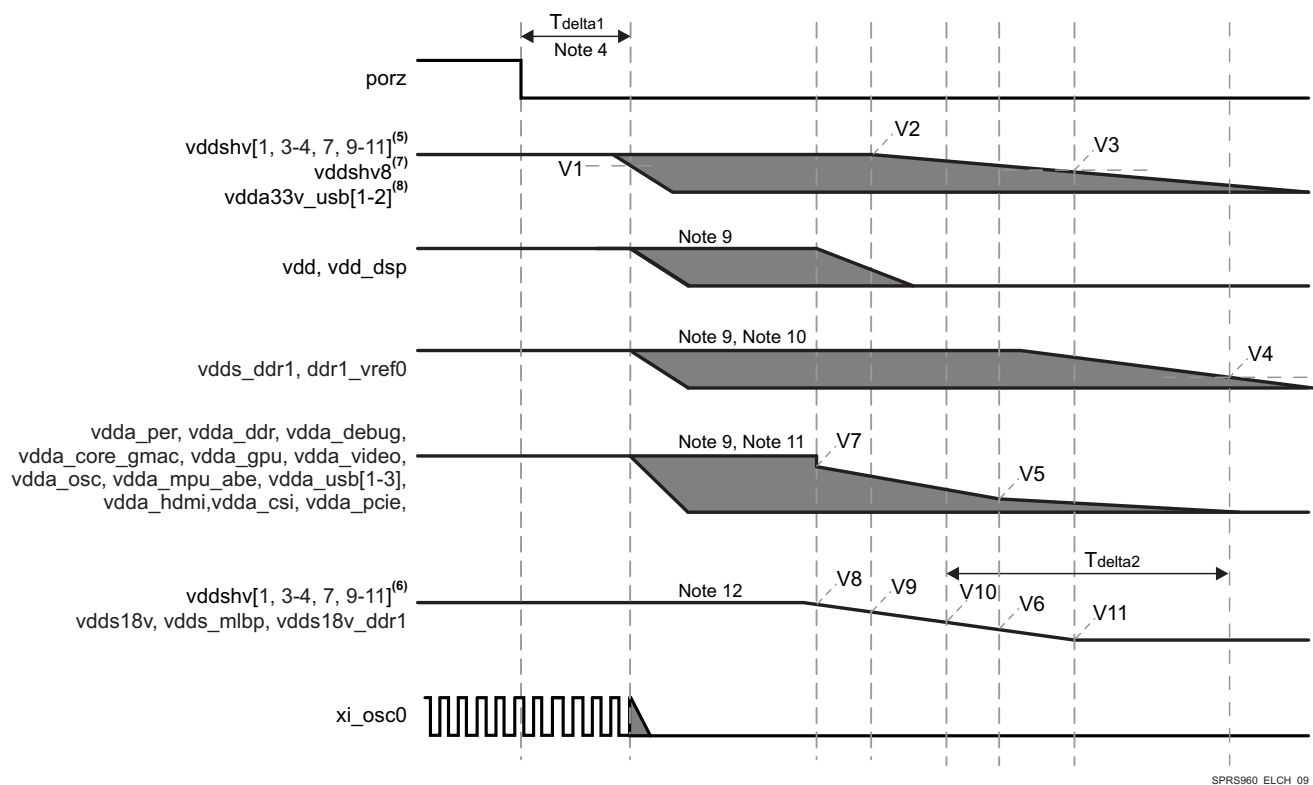 Tdelta1
Note 4
porz
vddshv[1, 3-4, 7, 9-11](5)
vddshv8(7)
vdda33v_usb[1-2](8)
V1
V2
V3
vdd, vdd_dsp
Note 9
vdds_ddr1, ddr1_vref0
Note 9, Note 10
V4
vdda_per, vdda_ddr, vdda_debug,
vdda_core_gmac, vdda_gpu, vdda_video,
vdda_osc, vdda_mpu_abe, vdda_usb[1-3],
vdda_hdmi,vdda_csi, vdda_pcie,
Note 9, Note 11
V7
V5
Tdelta2
vddshv[1, 3-4, 7, 9-11](6)
vdds18v, vdds_mlbp, vdds18v_ddr1
Note 12
V8
V9
V10
V6
V11
xi_osc0
SPRS960_ELCH_09